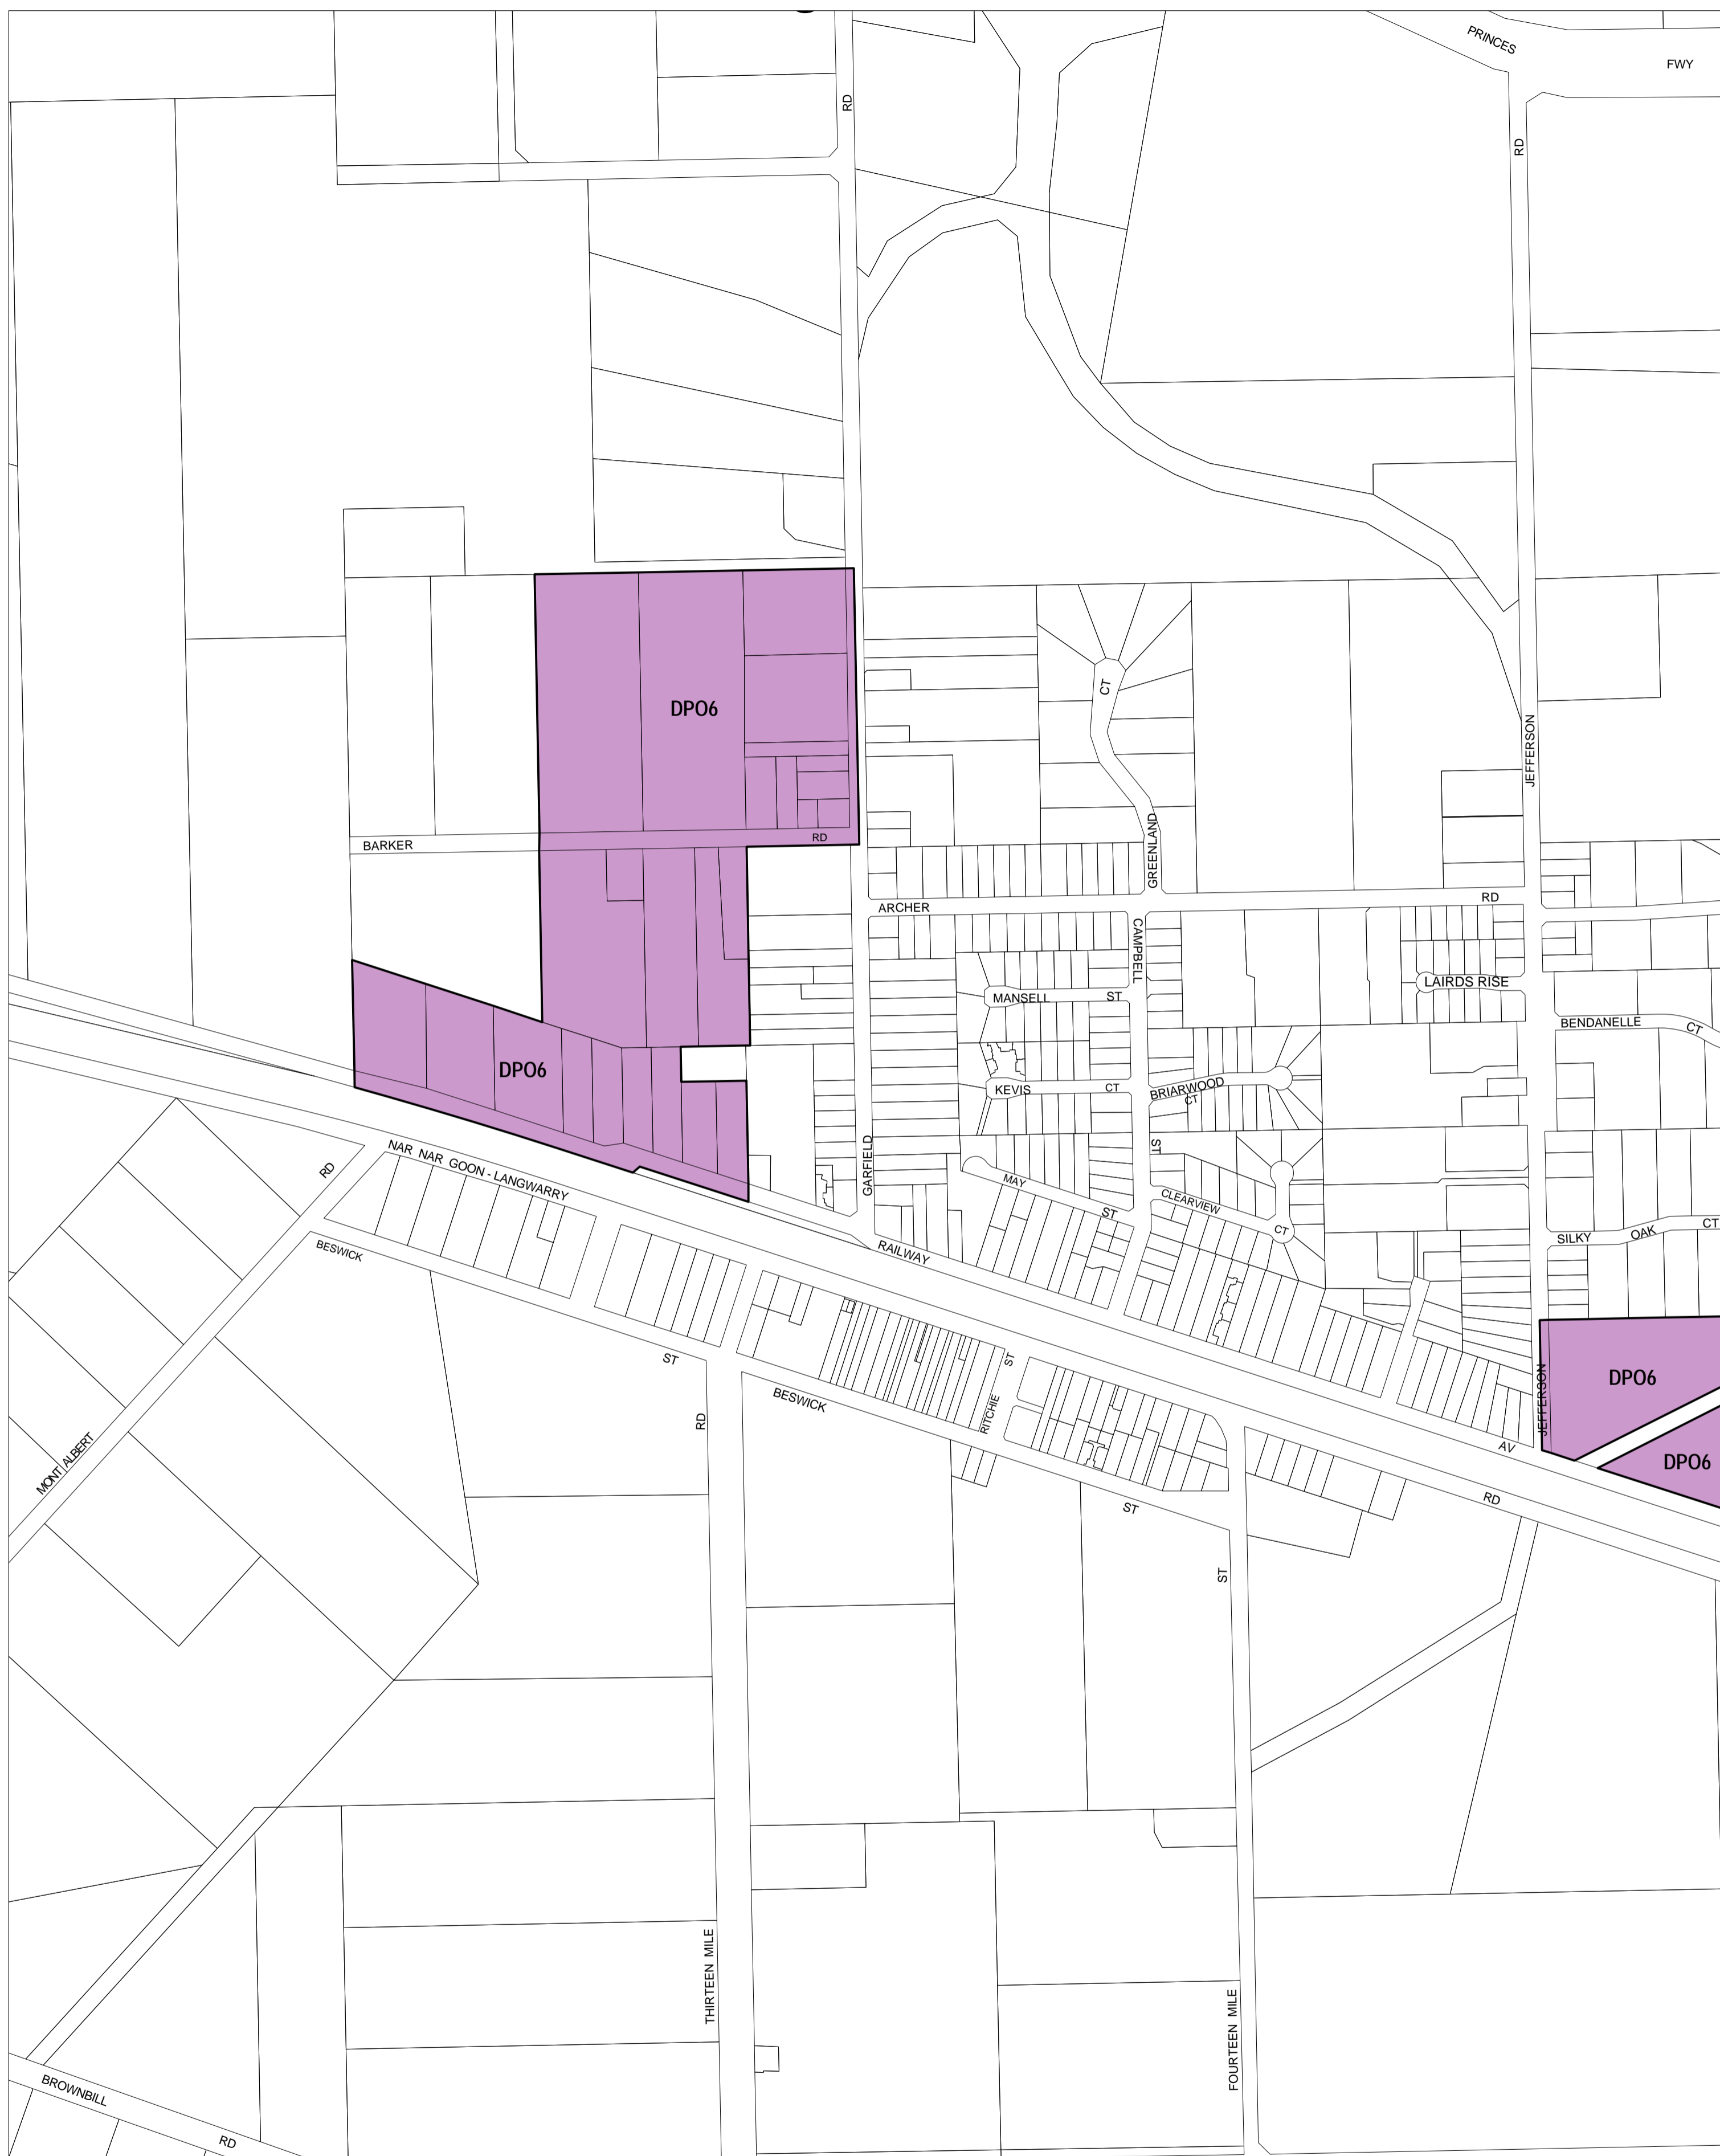 PRINCES
FWY
RD
RD
CT
DPO6
JEFFERSON
BARKER
RD
GREENLAND
ARCHER
RD
CAMPBELL
LAIRDS RISE
MANSELL ST
BENDANELLE CT
DPO6
KEVIS CT
BRIARWOOD
CT
GARFIELD
ST
NAR NAR GOON - LANGWARRY
RD
MAY
ST
CLEARVIEW
CT
SILKY OAK CT
BESWICK
RAILWAY
ST
ST
DPO6
JEFFERSON
BESWICK
RITCHIE
RD
MONT ALBERT
AV
DPO6
RD
ST
ST
THIRTEEN MILE
FOURTEEN MILE
BROWNBILL
RD